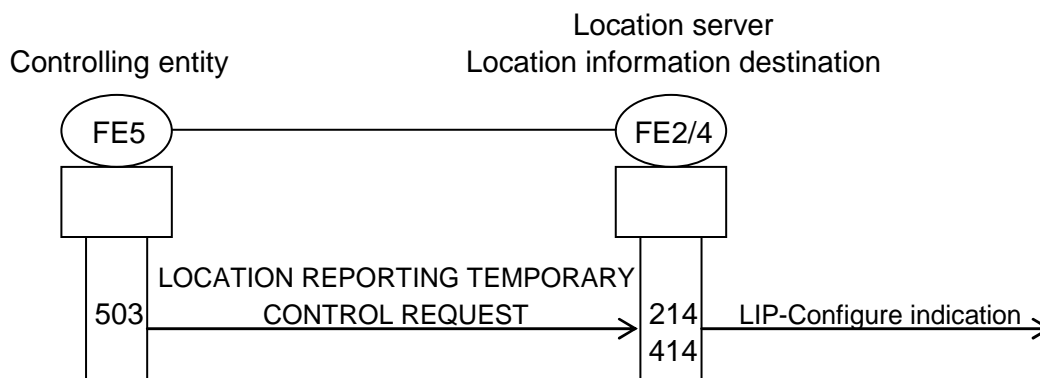 Location server
Controlling entity
Location information destination
FE5
FE2/4
LOCATION REPORTING TEMPORARY
503
CONTROL REQUEST
214
LIP-Configure indication
414